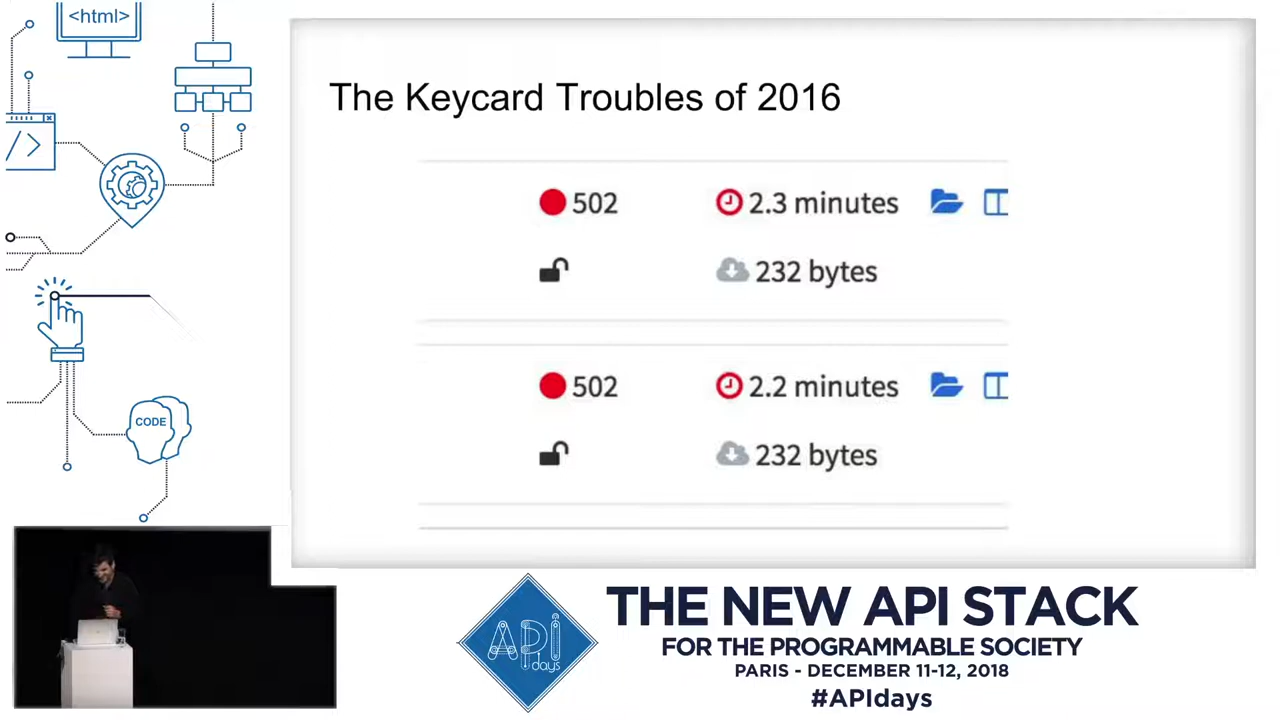 <html>
The Keycard Troubles of 2016
502 2.3 minutes
232 bytes
502 2.2 minutes
232 bytes
</>
CODE
API
days
THE NEW API STACK
FOR THE PROGRAMMABLE SOCIETY
PARIS - DECEMBER 11-12, 2018
#APIdays